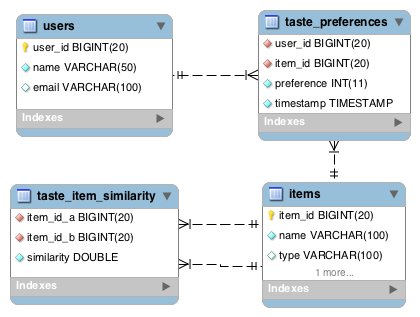 users
user_id BIGINT(20)
name VARCHAR(50)
email VARCHAR(100)
Indexes
taste_preferences
user_id BIGINT(20)
item_id BIGINT(20)
preference INT(11)
timestamp TIMESTAMP
Indexes
taste_item_similarity
item_id_a BIGINT(20)
item_id_b BIGINT(20)
similarity DOUBLE
Indexes
items
item_id BIGINT(20)
name VARCHAR(100)
type VARCHAR(100)
1 more...
Indexes